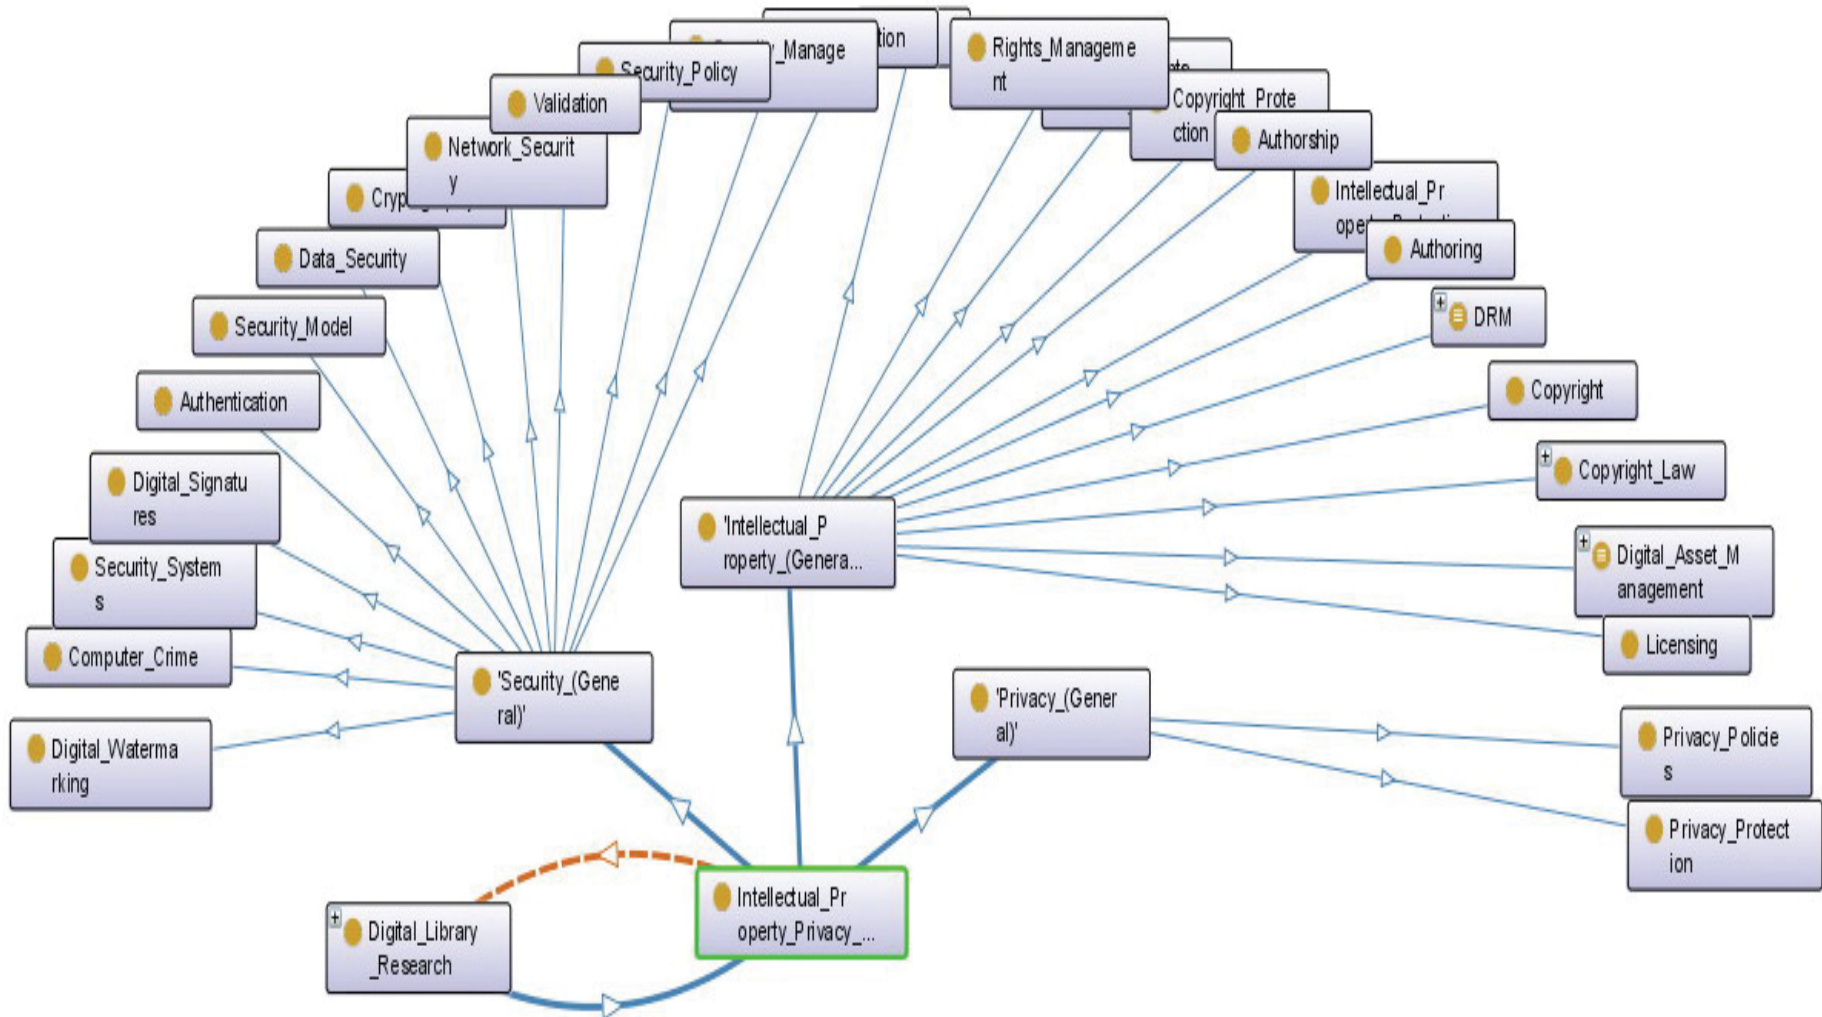 tion
Rights_Manageme
nt
_Manage
Security_Policy
Validation
Copyright_Prote
ction
Authorship
Network_Securit
y
Intellectual_Pr
Authoring
Data_Security
DRM
Security_Model
Copyright
Authentication
Copyright_Law
Digital_Signatu
res
'Intellectual_P
roperty_(Genera...
Digital_Asset_M
anagement
Security_System
s
Licensing
Computer_Crime
'Security_(Gene
ral)'
'Privacy_(Gener
al)'
Privacy_Policie
s
Digital_Waterma
rking
Privacy_Protect
ion
Intellectual_Pr
operty_Privacy_...
Digital_Library
_Research